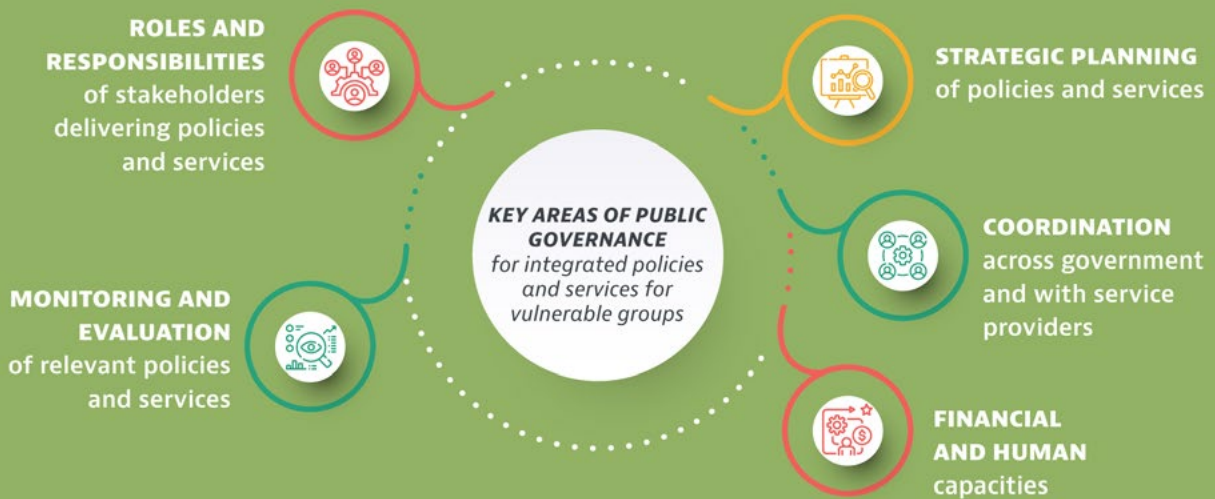 ROLES AND
RESPONSIBILITIES
of stakeholders
delivering policies
and services
STRATEGIC PLANNING
of policies and services
KEY AREAS OF PUBLIC
GOVERNANCE
for integrated policies
and services for
vulnerable groups
COORDINATION
across government
and with service
providers
MONITORING AND
EVALUATION
of relevant policies
and services
FINANCIAL
AND HUMAN
capacities